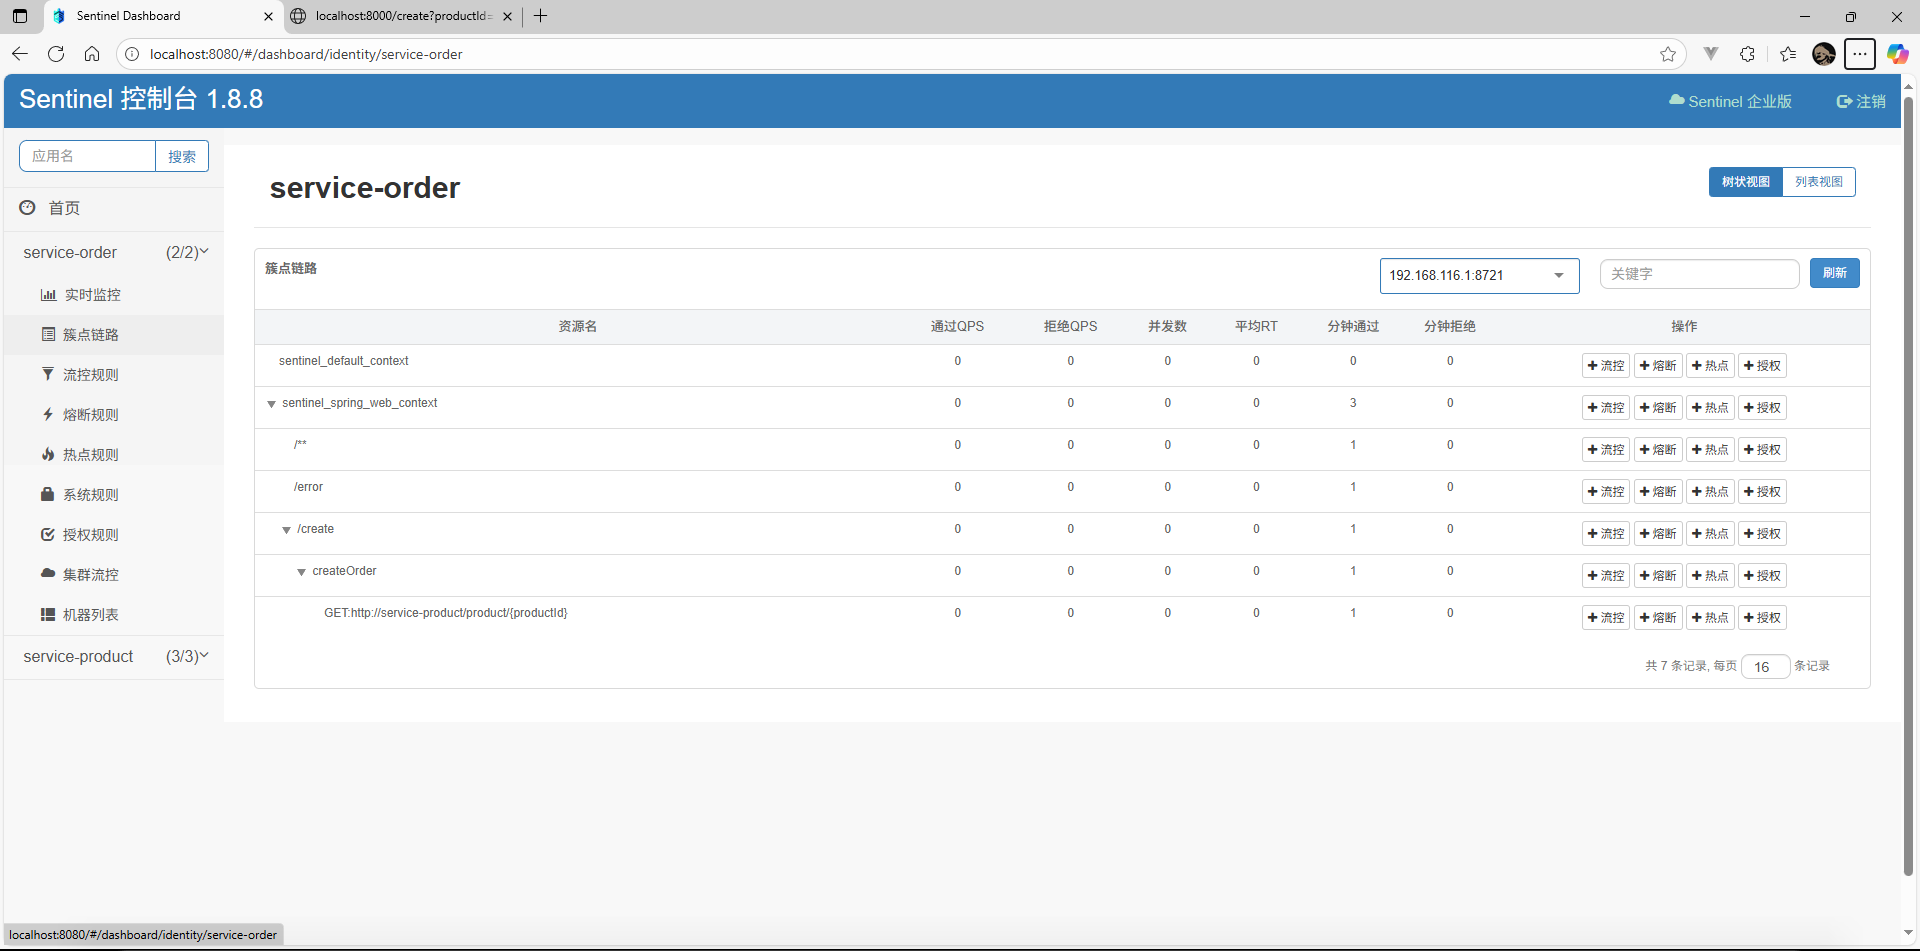 Sentinel Dashboard
localhost:8000/create?productId=
localhost:8080/#/dashboard/identity/service-order
Sentinel 控制台 1.8.8
Sentinel 企业版
注销
应用名
搜索
首页
service-order (2/2)
实时监控
簇点链路
流控规则
熔断规则
热点规则
系统规则
授权规则
集群流控
机器列表
service-product (3/3)
service-order
树状视图 列表视图
簇点链路
192.168.116.1:8721
关键字
刷新
资源名 通过QPS 拒绝QPS 并发数 平均RT 分钟通过 分钟拒绝 操作
sentinel_default_context 0 0 0 0 0 0 流控 熔断 热点 授权
sentinel_spring_web_context 0 0 0 0 3 0 流控 熔断 热点 授权
/** 0 0 0 0 1 0 流控 熔断 热点 授权
/error 0 0 0 0 1 0 流控 熔断 热点 授权
/create 0 0 0 0 1 0 流控 熔断 热点 授权
createOrder 0 0 0 0 1 0 流控 熔断 热点 授权
GET:http://service-product/product/{productId} 0 0 0 0 1 0 流控 熔断 热点 授权
共 7 条记录, 每页 16 条记录
localhost:8080/#/dashboard/identity/service-order